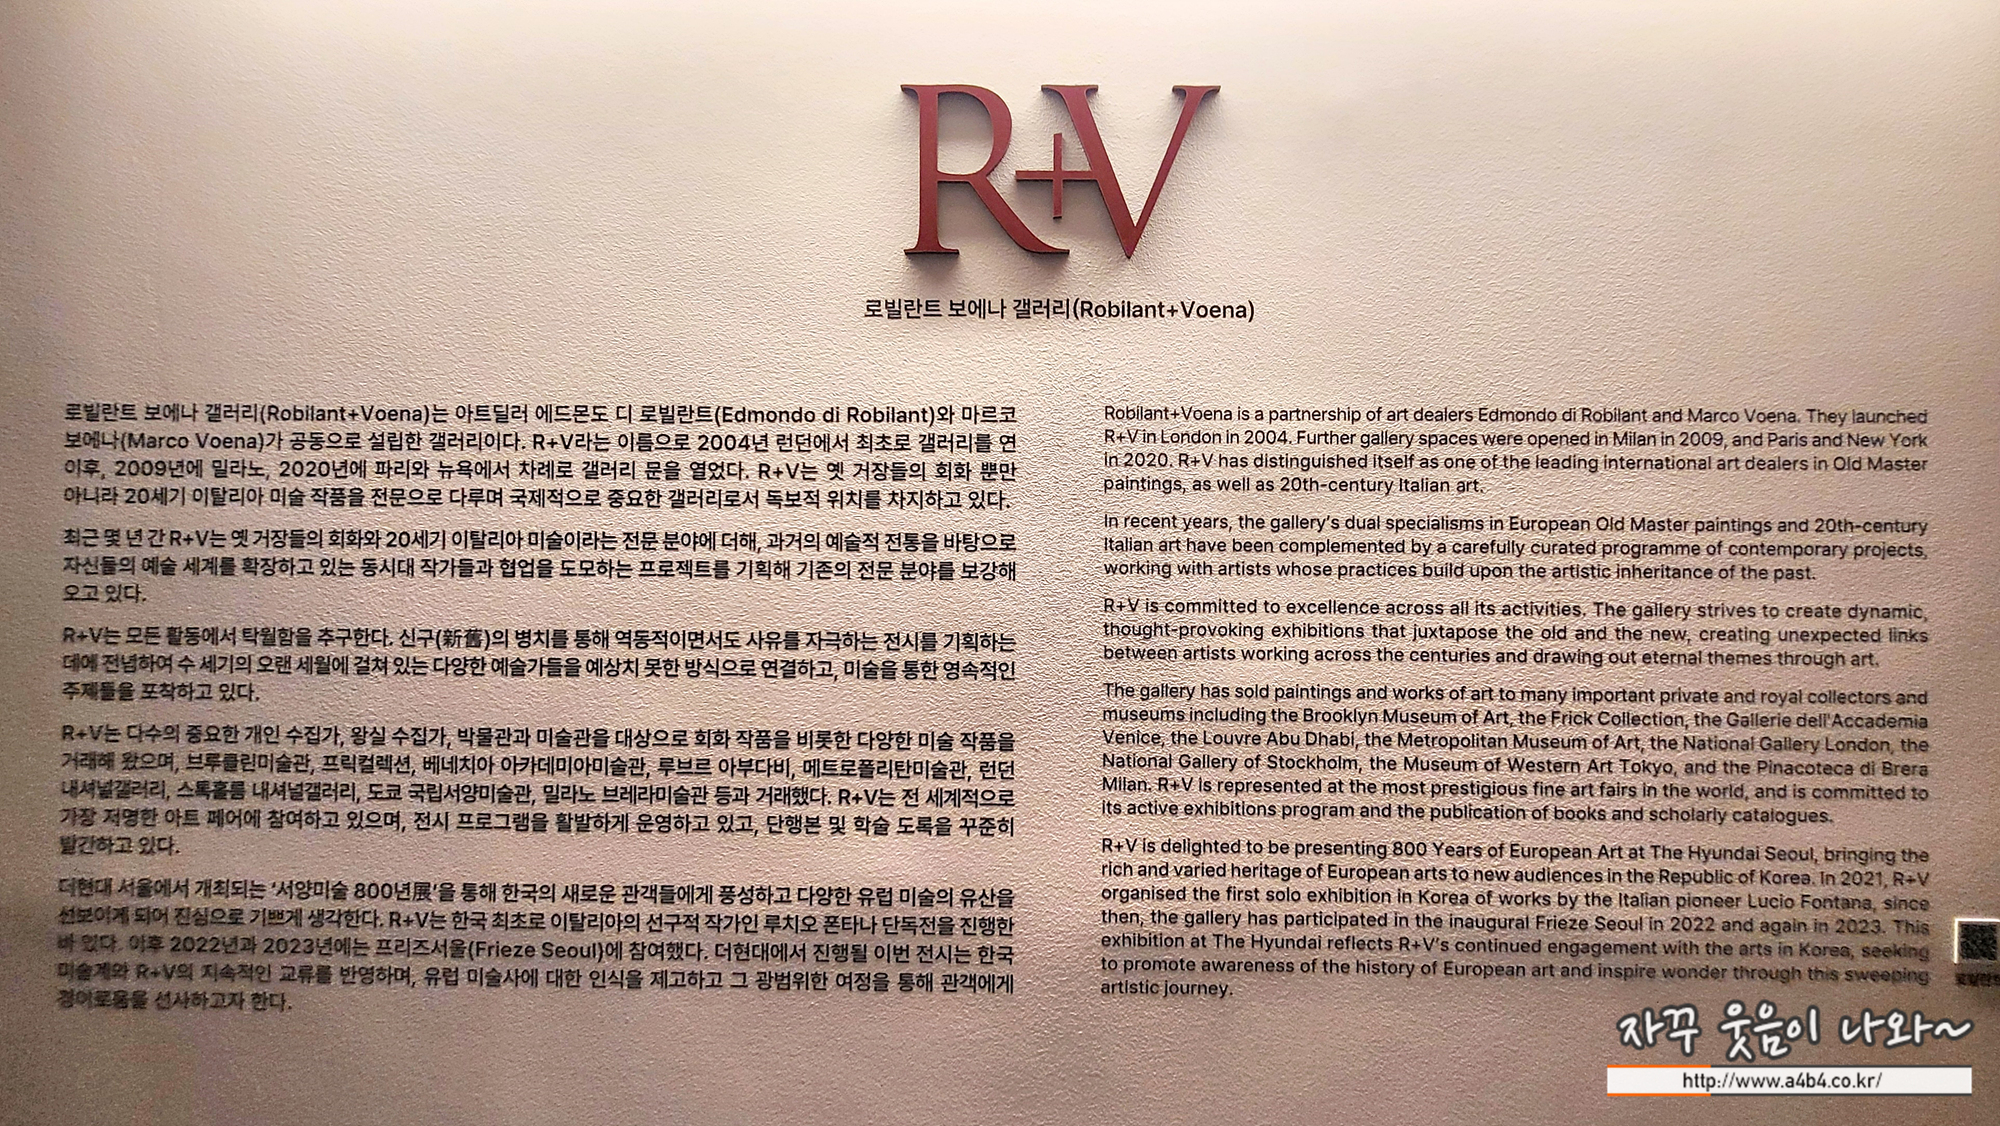 R+V
로빌란트 보에나 갤러리(Robilant+Voena)
로빌란트 보에나 갤러리(Robilant+Voena)는 아트딜러 에드몬도 디 로빌란트(Edmondo di Robilant)와 마르코
보에나(Marco Voena)가 공동으로 설립한 갤러리이다. R+V라는 이름으로 2004년 런던에서 최초로 갤러리를 연
이후, 2009년에 밀라노, 2020년에 파리와 뉴욕에서 차례로 갤러리 문을 열었다. R+V는 옛 거장들의 회화 뿐만
아니라 20세기 이탈리아 미술 작품을 전문으로 다루며 국제적으로 중요한 갤러리로서 독보적 위치를 차지하고 있다.
최근 몇 년 간 R+V는 옛 거장들의 회화와 20세기 이탈리아 미술이라는 전문 분야에 더해, 과거의 예술적 전통을 바탕으로
자신들의 예술 세계를 확장하고 있는 동시대 작가들과 협업을 도모하는 프로젝트를 기획해 기존의 전문 분야를 보강해
오고 있다.
R+V는 모든 활동에서 탁월함을 추구한다. 신구(新舊)의 병치를 통해 역동적이면서도 사유를 자극하는 전시를 기획하는
데에 전념하여 수 세기의 오랜 세월에 걸쳐 있는 다양한 예술가들을 예상치 못한 방식으로 연결하고, 미술을 통한 영속적인
주제들을 포착하고 있다.
R+V는 다수의 중요한 개인 수집가, 왕실 수집가, 박물관과 미술관을 대상으로 회화 작품을 비롯한 다양한 미술 작품을
거래해 왔으며, 브루클린미술관, 프릭컬렉션, 베네치아 아카데미아미술관, 루브르 아부다비, 메트로폴리탄미술관, 런던
내셔널갤러리, 스톡홀름 내셔널갤러리, 도쿄 국립서양미술관, 밀라노 브레라미술관 등과 거래했다. R+V는 전 세계적으로
가장 저명한 아트 페어에 참여하고 있으며, 전시 프로그램을 활발하게 운영하고 있고, 단행본 및 학술 도록을 꾸준히
발간하고 있다.
더현대 서울에서 개최되는 ‘서양미술 800년展’을 통해 한국의 새로운 관객들에게 풍성하고 다양한 유럽 미술의 유산을
선보이게 되어 진심으로 기쁘게 생각한다. R+V는 한국 최초로 이탈리아의 선구적 작가인 루치오 폰타나 단독전을 진행한
바 있다. 이후 2022년과 2023년에는 프리즈서울(Frieze Seoul)에 참여했다. 더현대에서 진행될 이번 전시는 한국
미술계와 R+V의 지속적인 교류를 반영하며, 유럽 미술사에 대한 인식을 제고하고 그 광범위한 여정을 통해 관객에게
경이로움을 선사하고자 한다.
Robilant+Voena is a partnership of art dealers Edmondo di Robilant and Marco Voena. They launched
R+V in London in 2004. Further gallery spaces were opened in Milan in 2009, and Paris and New York
in 2020. R+V has distinguished itself as one of the leading international art dealers in Old Master
paintings, as well as 20th-century Italian art.
In recent years, the gallery's dual specialisms in European Old Master paintings and 20th-century
Italian art have been complemented by a carefully curated programme of contemporary projects,
working with artists whose practices build upon the artistic inheritance of the past.
R+V is committed to excellence across all its activities. The gallery strives to create dynamic,
thought-provoking exhibitions that juxtapose the old and the new, creating unexpected links
between artists working across the centuries and drawing out eternal themes through art.
The gallery has sold paintings and works of art to many important private and royal collectors and
museums including the Brooklyn Museum of Art, the Frick Collection, the Gallerie dell'Accademia
Venice, the Louvre Abu Dhabi, the Metropolitan Museum of Art, the National Gallery London, the
National Gallery of Stockholm, the Museum of Western Art Tokyo, and the Pinacoteca di Brera
Milan. R+V is represented at the most prestigious fine art fairs in the world, and is committed to
its active exhibitions program and the publication of books and scholarly catalogues.
R+V is delighted to be presenting 800 Years of European Art at The Hyundai Seoul, bringing the
rich and varied heritage of European arts to new audiences in the Republic of Korea. In 2021, R+V
organised the first solo exhibition in Korea of works by the Italian pioneer Lucio Fontana, since
then, the gallery has participated in the inaugural Frieze Seoul in 2022 and again in 2023. This
exhibition at The Hyundai reflects R+V's continued engagement with the arts in Korea, seeking
to promote awareness of the history of European art and inspire wonder through this sweeping
artistic journey.
자꾸 웃음이 나와~
http://www.a4b4.co.kr/